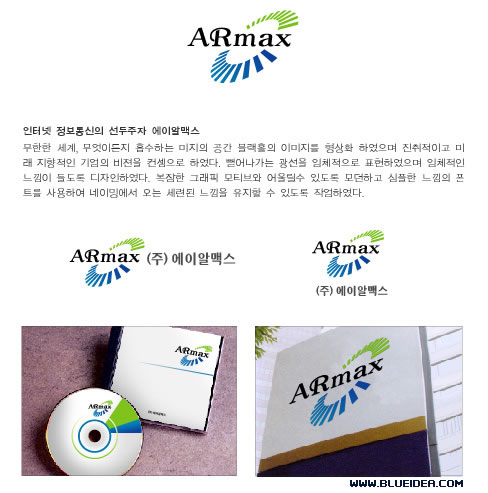 ARmax
인터넷 정보통신의 선두주자 에이알맥스
무한한 세계, 무엇이든지 흡수하는 미지의 공간 블랙홀의 이미지를 형상화 하였으며 진취적이고 미
래 지향적인 기업의 비젼을 컨셉으로 하였다. 뻗어나가는 광선을 입체적으로 표현하였으며 입체적인
느낌이 들도록 디자인하였다. 복잡한 그래픽 모티브와 어울릴수 있도록 모던하고 심플한 느낌의 폰
트를 사용하여 네이밍에서 오는 세련된 느낌을 유지할 수 있도록 작업하였다.
ARmax (주) 에이알맥스
ARmax
(주) 에이알맥스
ARmax
ARmax
ARmax
WWW.BLUEIDEA.COM